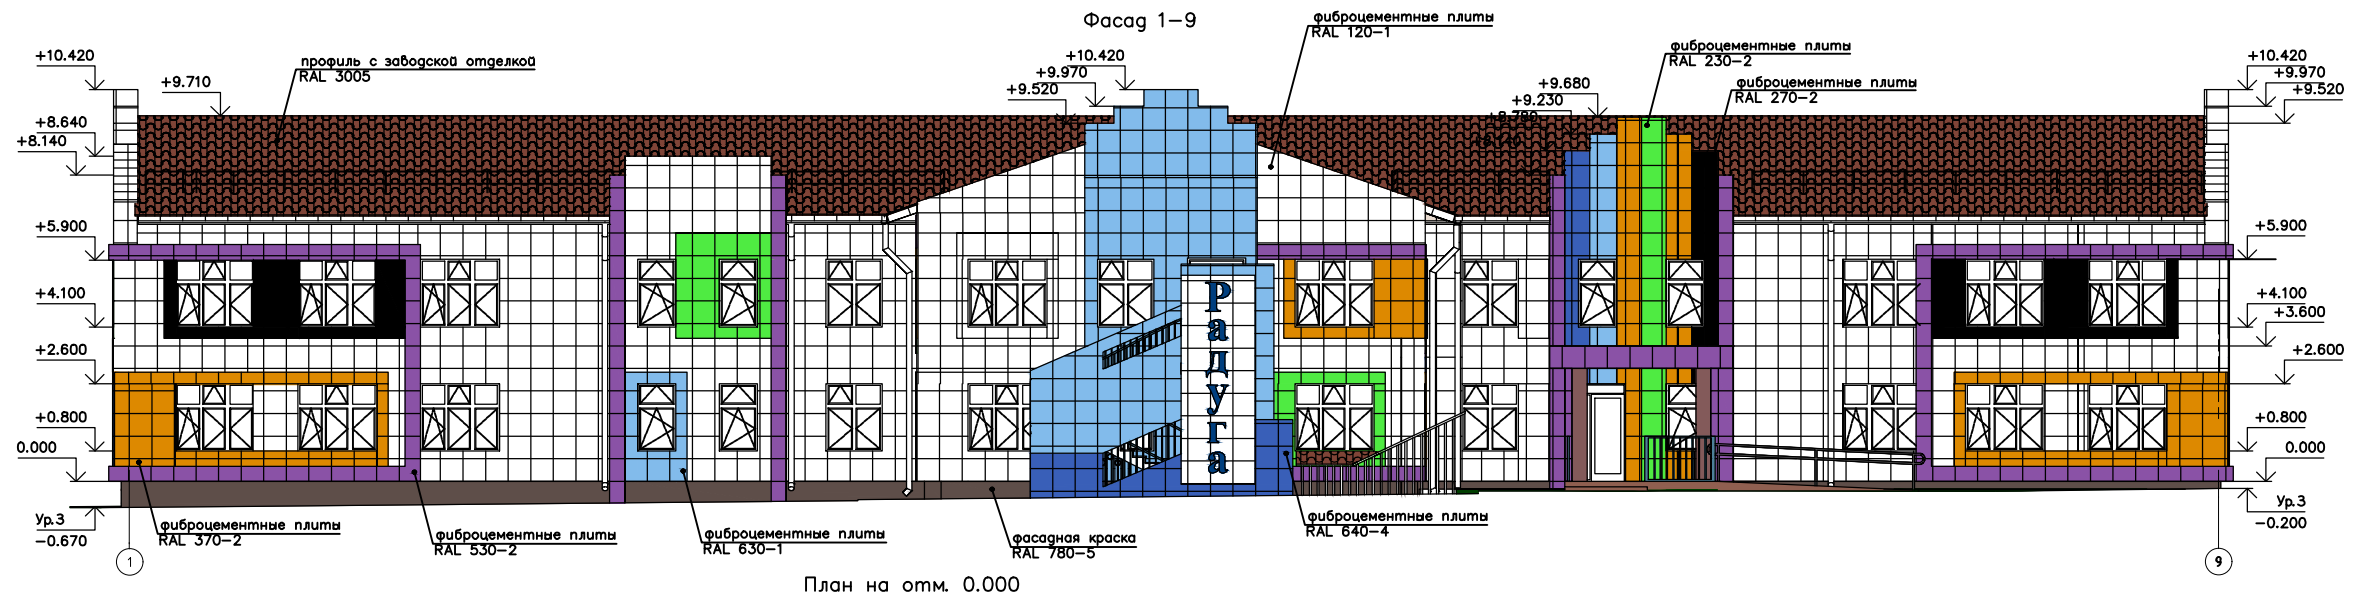 Фасад 1-9
фиброцементные плиты
RAL 120-1
фиброцементные плиты
RAL 230-2
фиброцементные плиты
RAL 270-2
профиль с заводской отделкой
RAL 3005
+10.420
+9.710
+8.640
+8.140
+5.900
+4.100
+2.600
+0.800
0.000
Ур.3
-0.670
+10.420
+9.970
+9.520
+9.680
+9.230
+8.780
+10.420
+9.970
+9.520
+5.900
+4.100
+3.600
+2.600
+0.800
0.000
Ур.3
-0.200
Радуга
фиброцементные плиты
RAL 370-2
фиброцементные плиты
RAL 530-2
фиброцементные плиты
RAL 630-1
фасадная краска
RAL 780-5
фиброцементные плиты
RAL 640-4
1
9
План на отм. 0.000